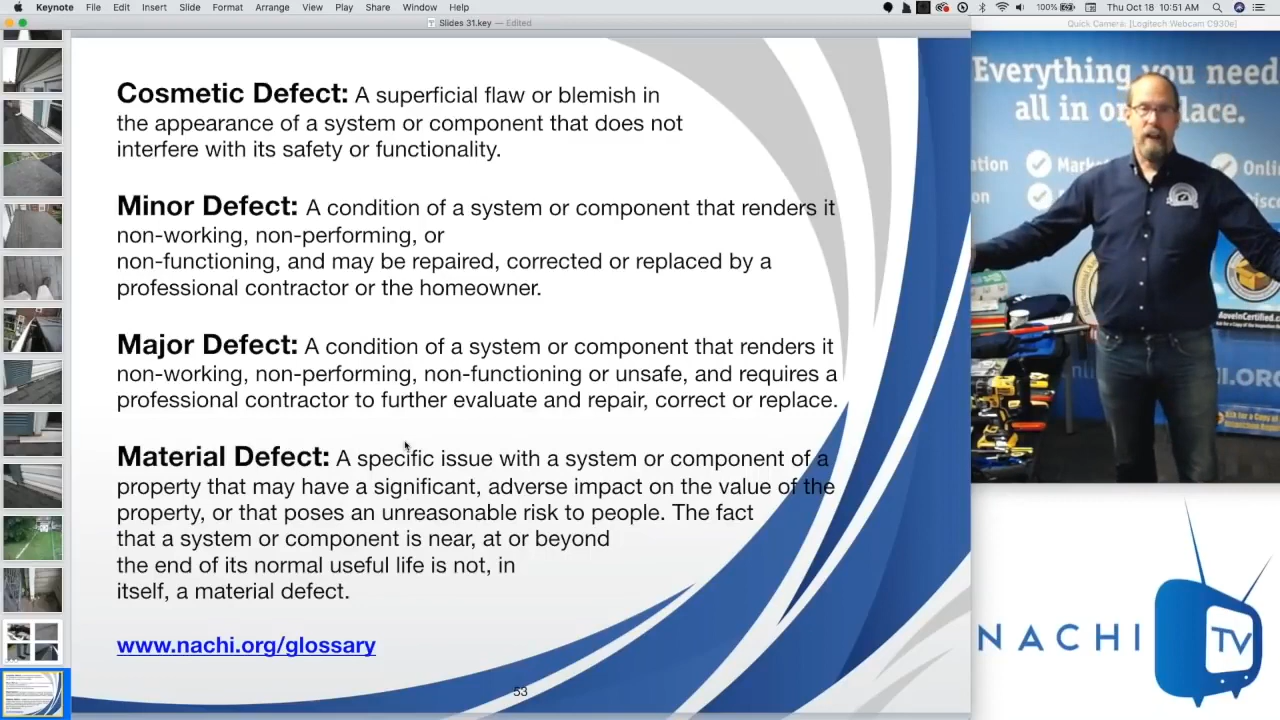 Keynote File Edit Insert Slide Format Arrange View Play Share Window Help
100% Thu Oct 18 10:51 AM
Slides 31.key — Edited
Quick Camera: [Logitech Webcam C930e]
Cosmetic Defect: A superficial flaw or blemish in
the appearance of a system or component that does not
interfere with its safety or functionality.
Minor Defect: A condition of a system or component that renders it
non-working, non-performing, or
non-functioning, and may be repaired, corrected or replaced by a
professional contractor or the homeowner.
Major Defect: A condition of a system or component that renders it
non-working, non-performing, non-functioning or unsafe, and requires a
professional contractor to further evaluate and repair, correct or replace.
Material Defect: A specific issue with a system or component of a
property that may have a significant, adverse impact on the value of the
property, or that poses an unreasonable risk to people. The fact
that a system or component is near, at or beyond
the end of its normal useful life is not, in
itself, a material defect.
www.nachi.org/glossary
53
Everything you need
all in one place.
NACHI TV